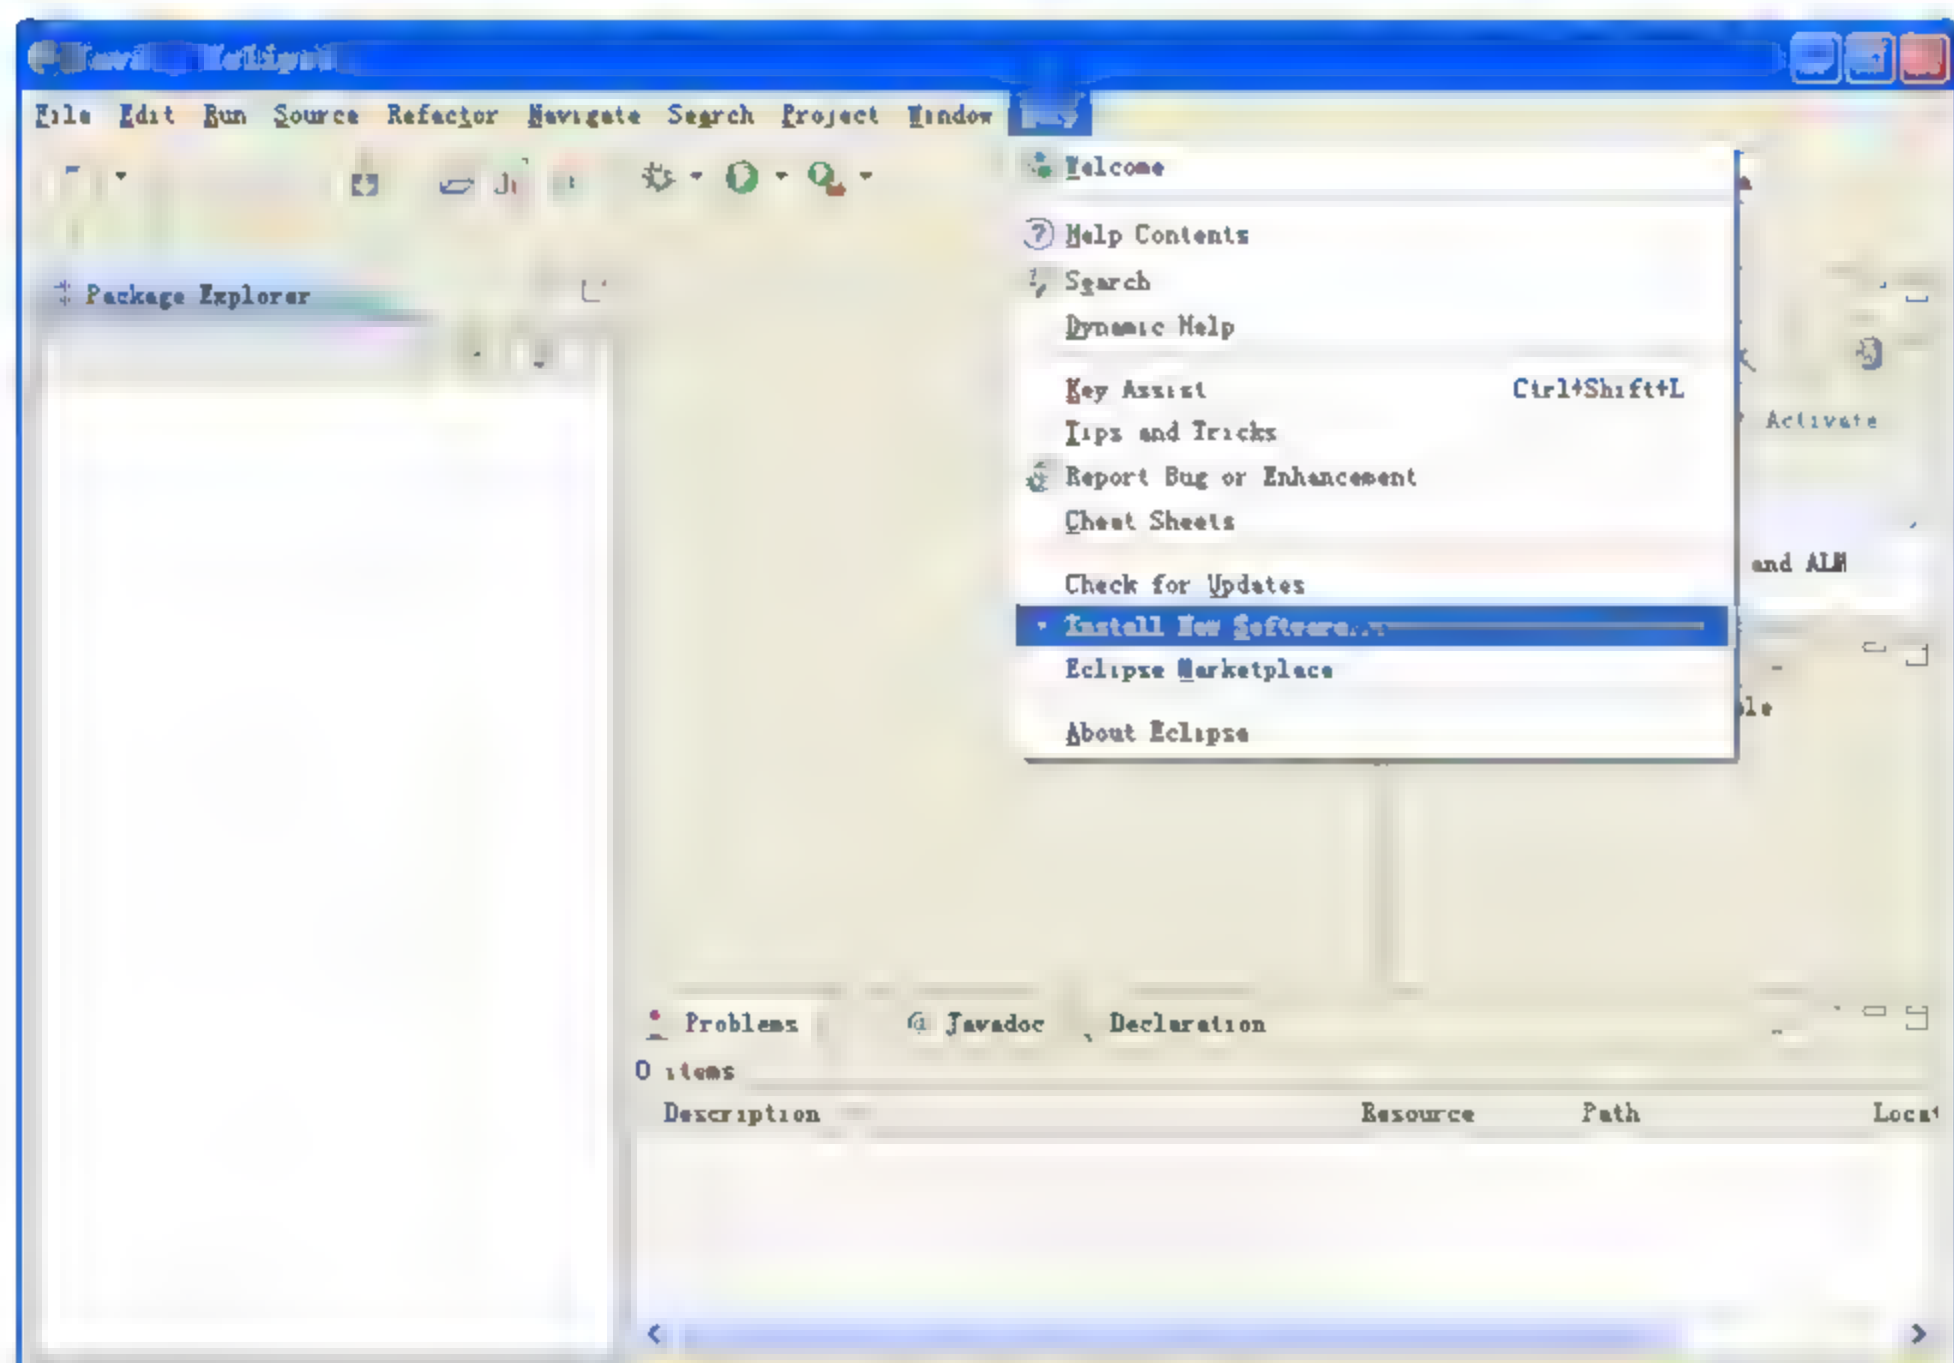 File Edit Run Source Refactor Navigate Search Project Window
Welcome
Help Contents
Search
Package Explorer
Dynamic Help
Key Assist Ctrl+Shift+L
Activate
Tips and Tricks
Report Bug or Enhancement
Cheat Sheets
and ALM
Check for Updates
Install New Software...
Eclipse Marketplace
About Eclipse
Problems @ Javadoc Declaration
0 items
Description Resource Path Locat